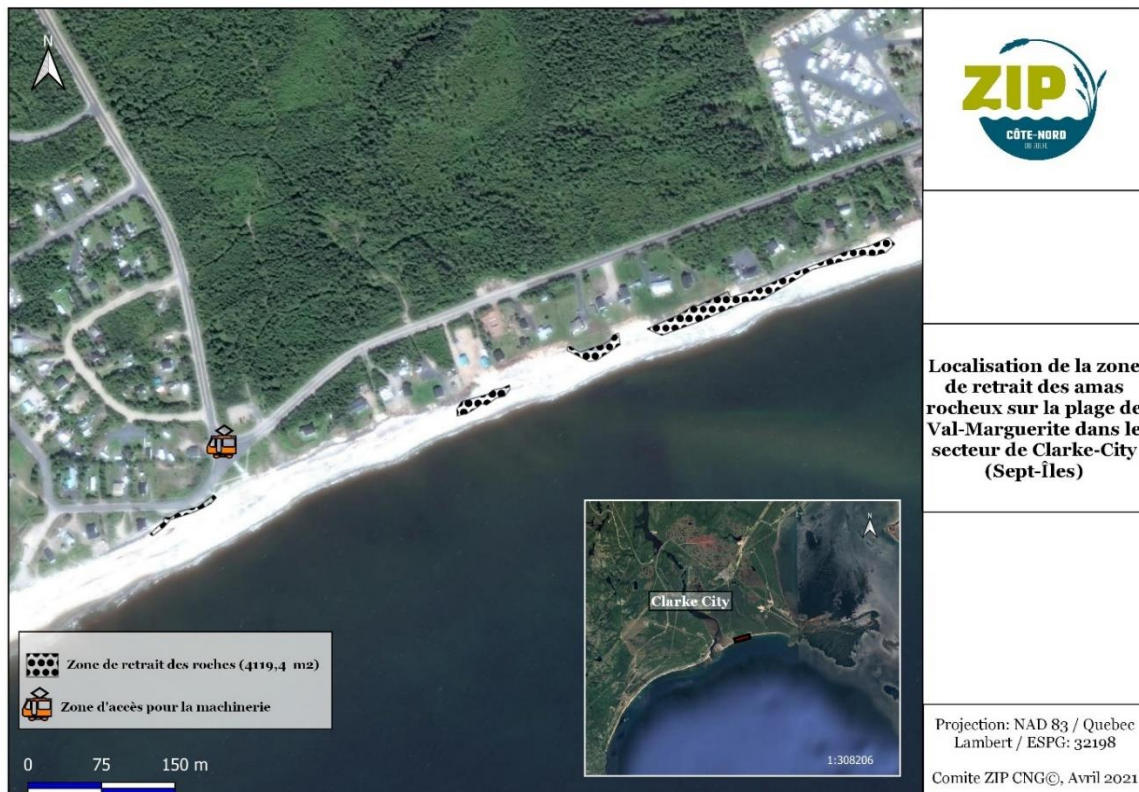 N
ZIP
CÔTE-NORD
DU GOLFE
Localisation de la zone
de retrait des amas
rocheux sur la plage de
Val-Marguerite dans le
secteur de Clarke-City
(Sept-Îles)
Zone de retrait des roches (4119,4 m2)
Zone d'accès pour la machinerie
0 75 150 m
N
Clarke City
1:308206
Projection: NAD 83 / Quebec
Lambert / ESPG: 32198
Comite ZIP CNG©, Avril 2021